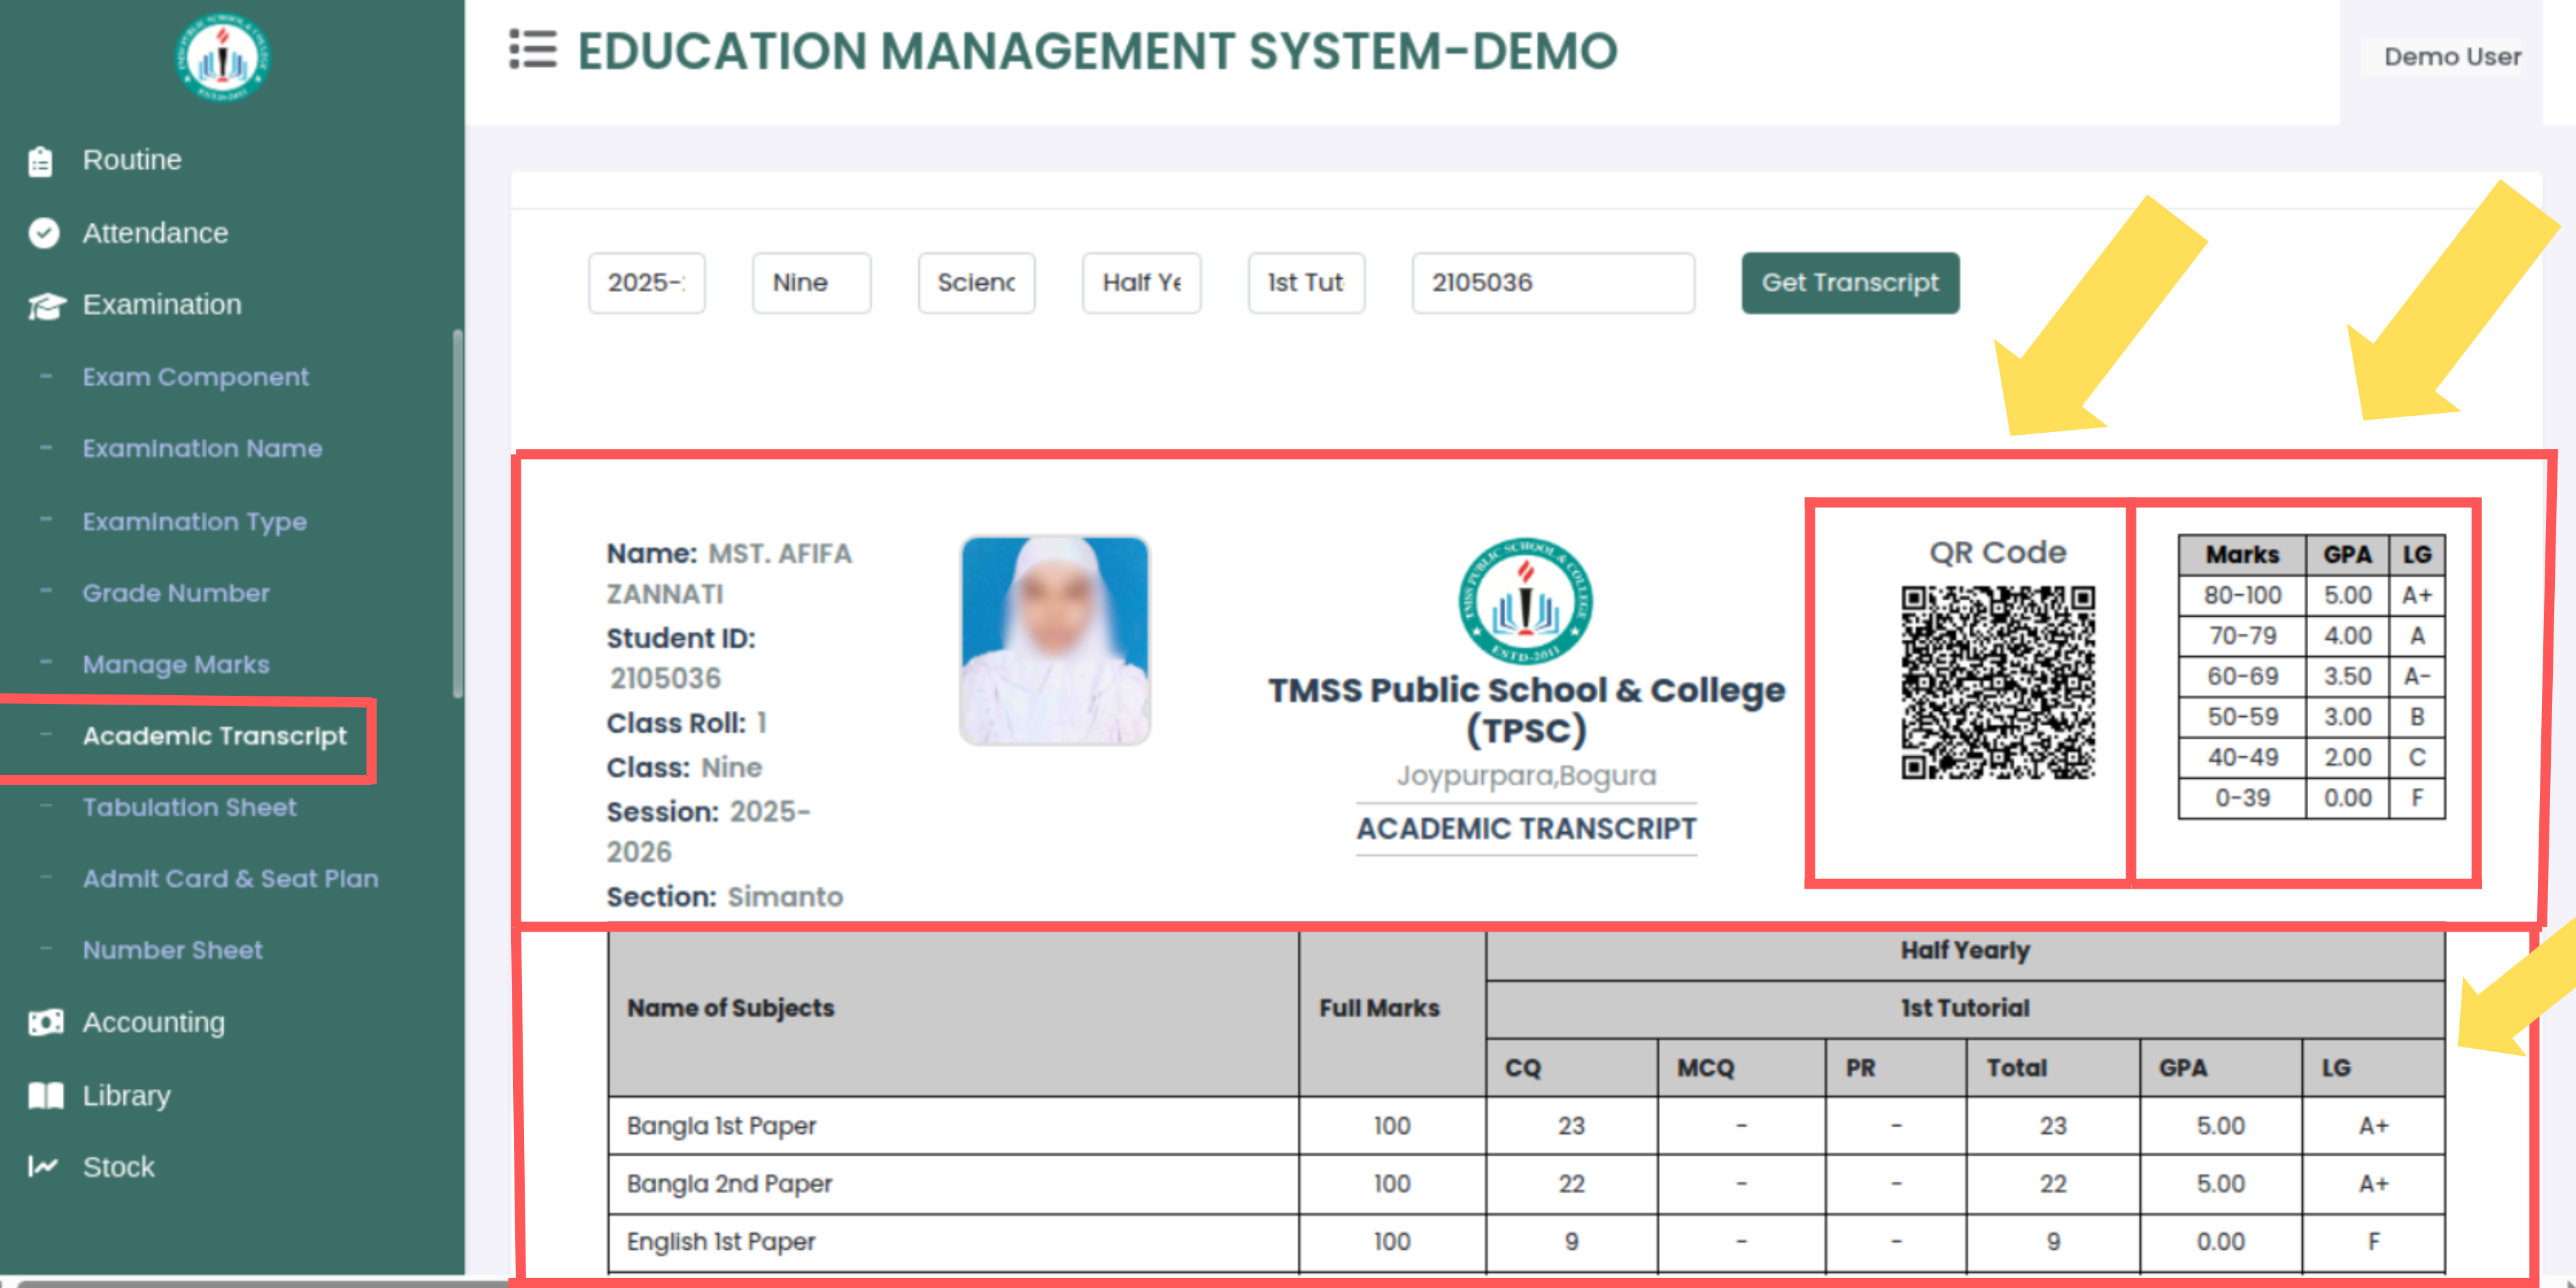 EDUCATION MANAGEMENT SYSTEM-DEMO
Demo User
Routine
Attendance
Examination
- Exam Component
- Examination Name
- Examination Type
- Grade Number
- Manage Marks
- Academic Transcript
- Tabulation Sheet
- Admit Card & Seat Plan
- Number Sheet
Accounting
Library
Stock
2025- Nine Scienc Half Ye 1st Tut 2105036 Get Transcript
Name: MST. AFIFA
ZANNATI
Student ID:
2105036
Class Roll: 1
Class: Nine
Session: 2025-
2026
Section: Simanto
TMSS PUBLIC SCHOOL & COLLEGE
ESTD-2011
TMSS Public School & College
(TPSC)
Joypurpara,Bogura
ACADEMIC TRANSCRIPT
QR Code
Marks GPA LG
80-100 5.00 A+
70-79 4.00 A
60-69 3.50 A-
50-59 3.00 B
40-49 2.00 C
0-39 0.00 F
Half Yearly
Name of Subjects Full Marks 1st Tutorial
CQ MCQ PR Total GPA LG
Bangla 1st Paper 100 23 - - 23 5.00 A+
Bangla 2nd Paper 100 22 - - 22 5.00 A+
English 1st Paper 100 9 - - 9 0.00 F